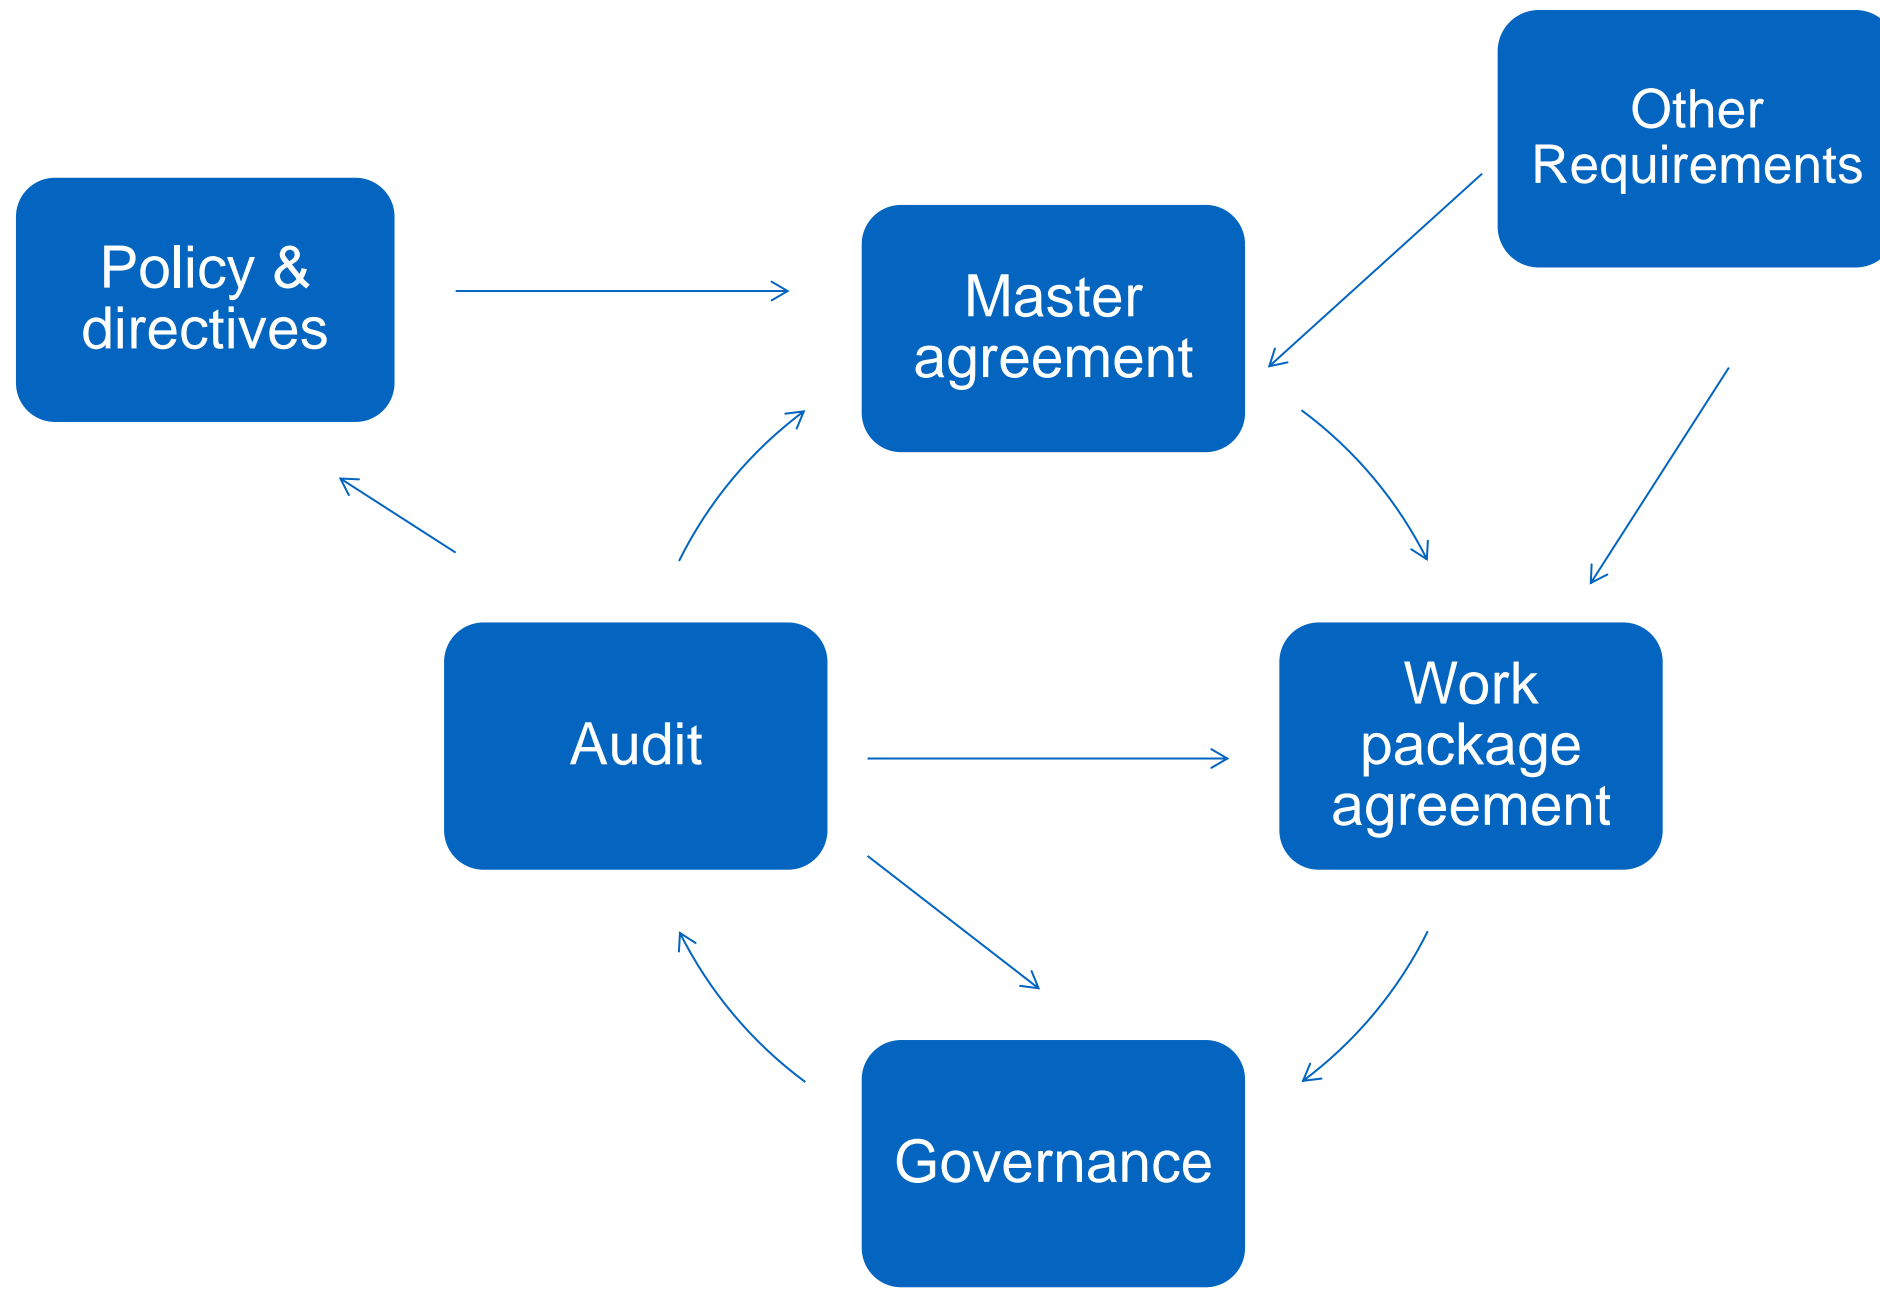 Other
Requirements
Policy &
directives
Master
agreement
Audit
Work
package
agreement
Governance